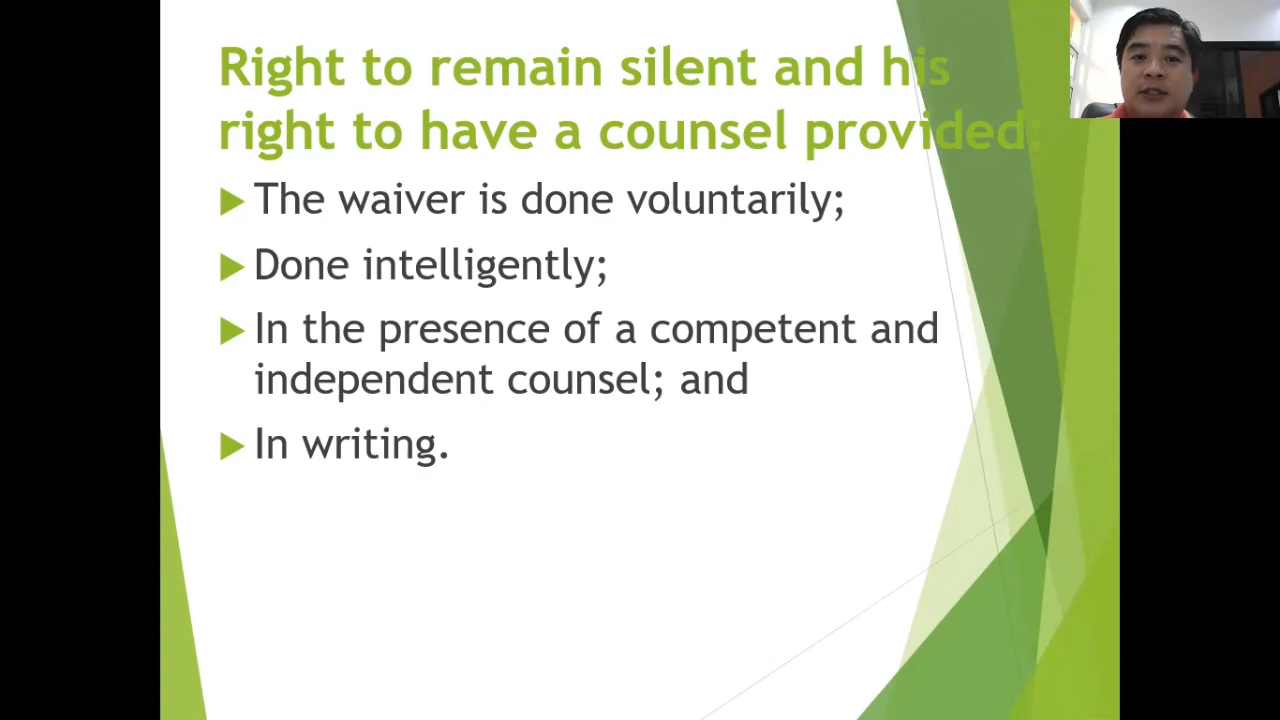 Right to remain silent and his
right to have a counsel provided:
The waiver is done voluntarily;
Done intelligently;
In the presence of a competent and
independent counsel; and
In writing.